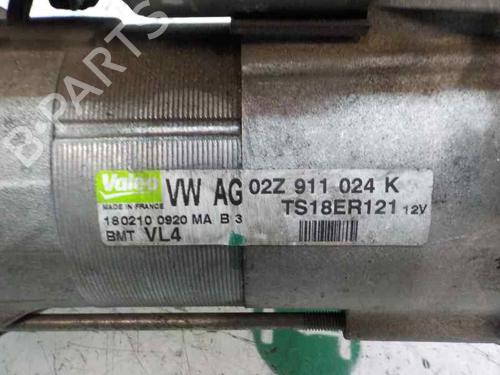 B-PARTS
Valeo VW AG 02Z 911 024 K
MADE IN FRANCE TS18ER121 12V
180210 0920 MA B 3
BMT VL4